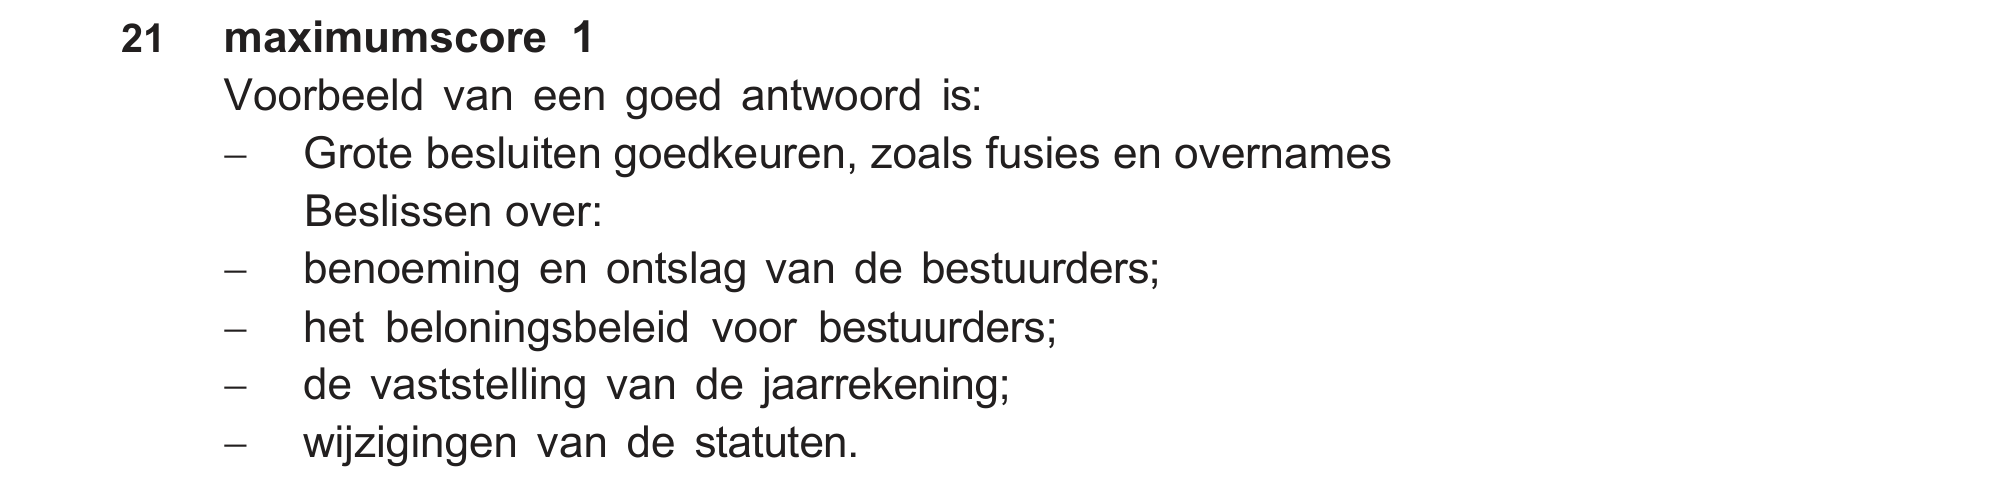 21 maximumscore 1
Voorbeeld van een goed antwoord is:
– Grote besluiten goedkeuren, zoals fusies en overnames
Beslissen over:
– benoeming en ontslag van de bestuurders;
– het beloningsbeleid voor bestuurders;
– de vaststelling van de jaarrekening;
– wijzigingen van de statuten.